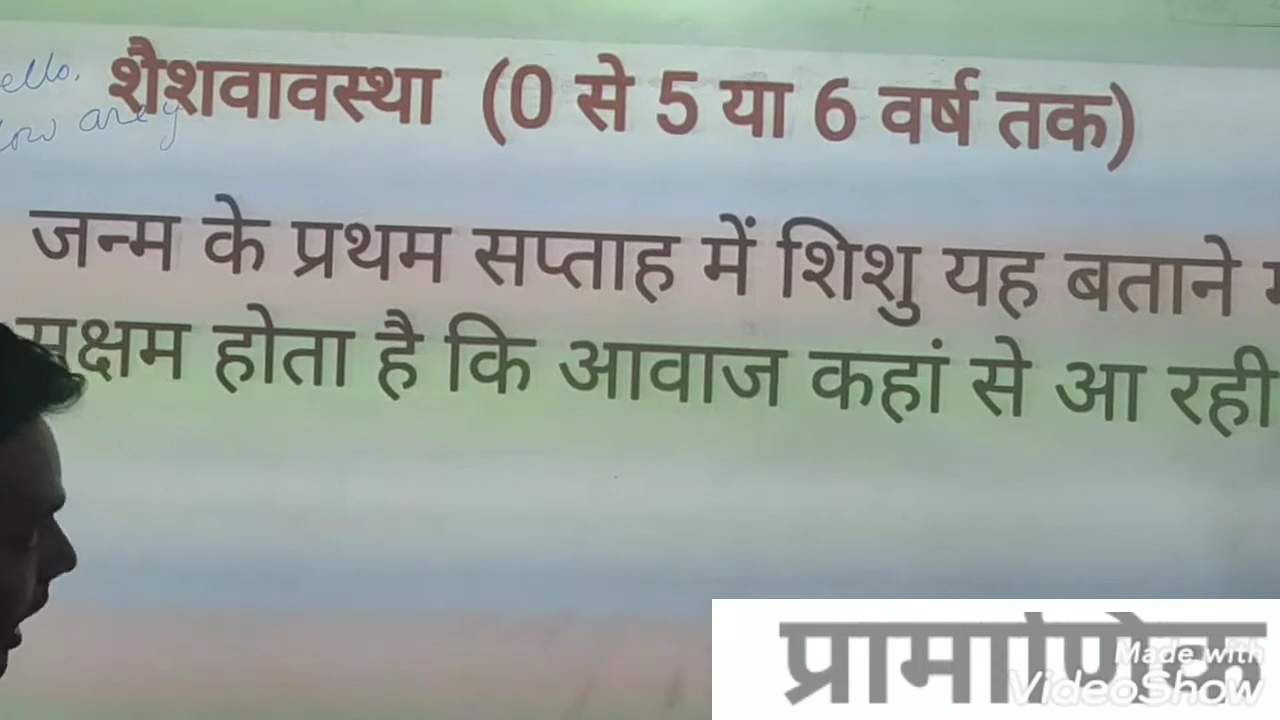 शैशवावस्था (0 से 5 या 6 वर्ष तक)
जन्म के प्रथम सप्ताह में शिशु यह बताने
सक्षम होता है कि आवाज कहां से आ रही
प्रामाणिक
Made with
VideoShow